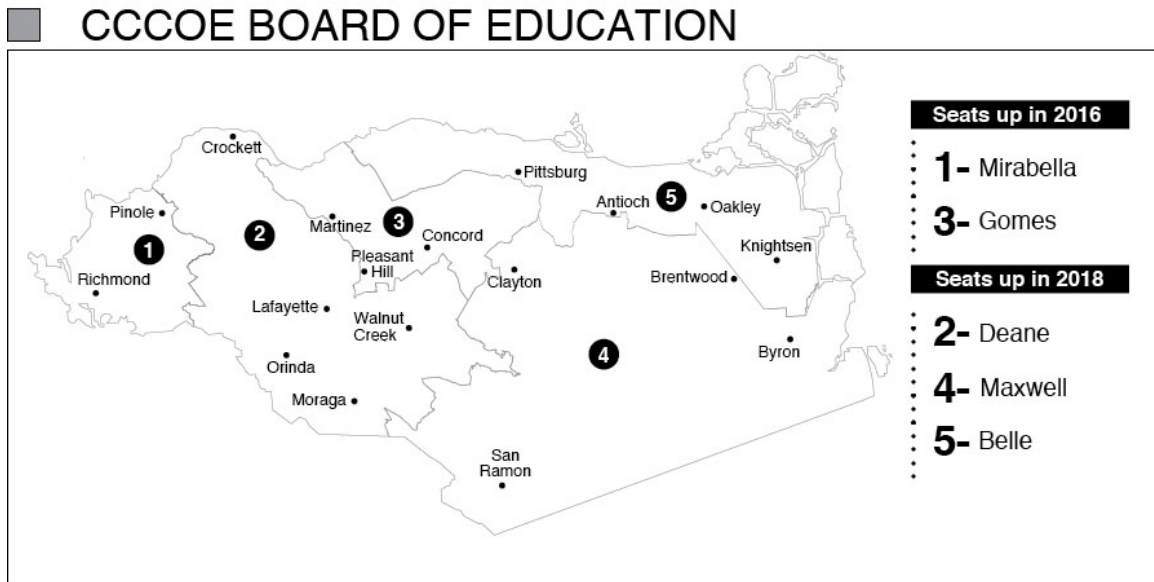 CCCOE BOARD OF EDUCATION
Crockett
Pittsburg
Pinole
1
2
Martinez
3
Concord
Antioch
5
Oakley
Knightsen
Pleasant
Hill
Richmond
Clayton
Brentwood
Lafayette
Walnut
Creek
4
Byron
Orinda
Moraga
San
Ramon
Seats up in 2016
1- Mirabella
3- Gomes
Seats up in 2018
2- Deane
4- Maxwell
5- Belle